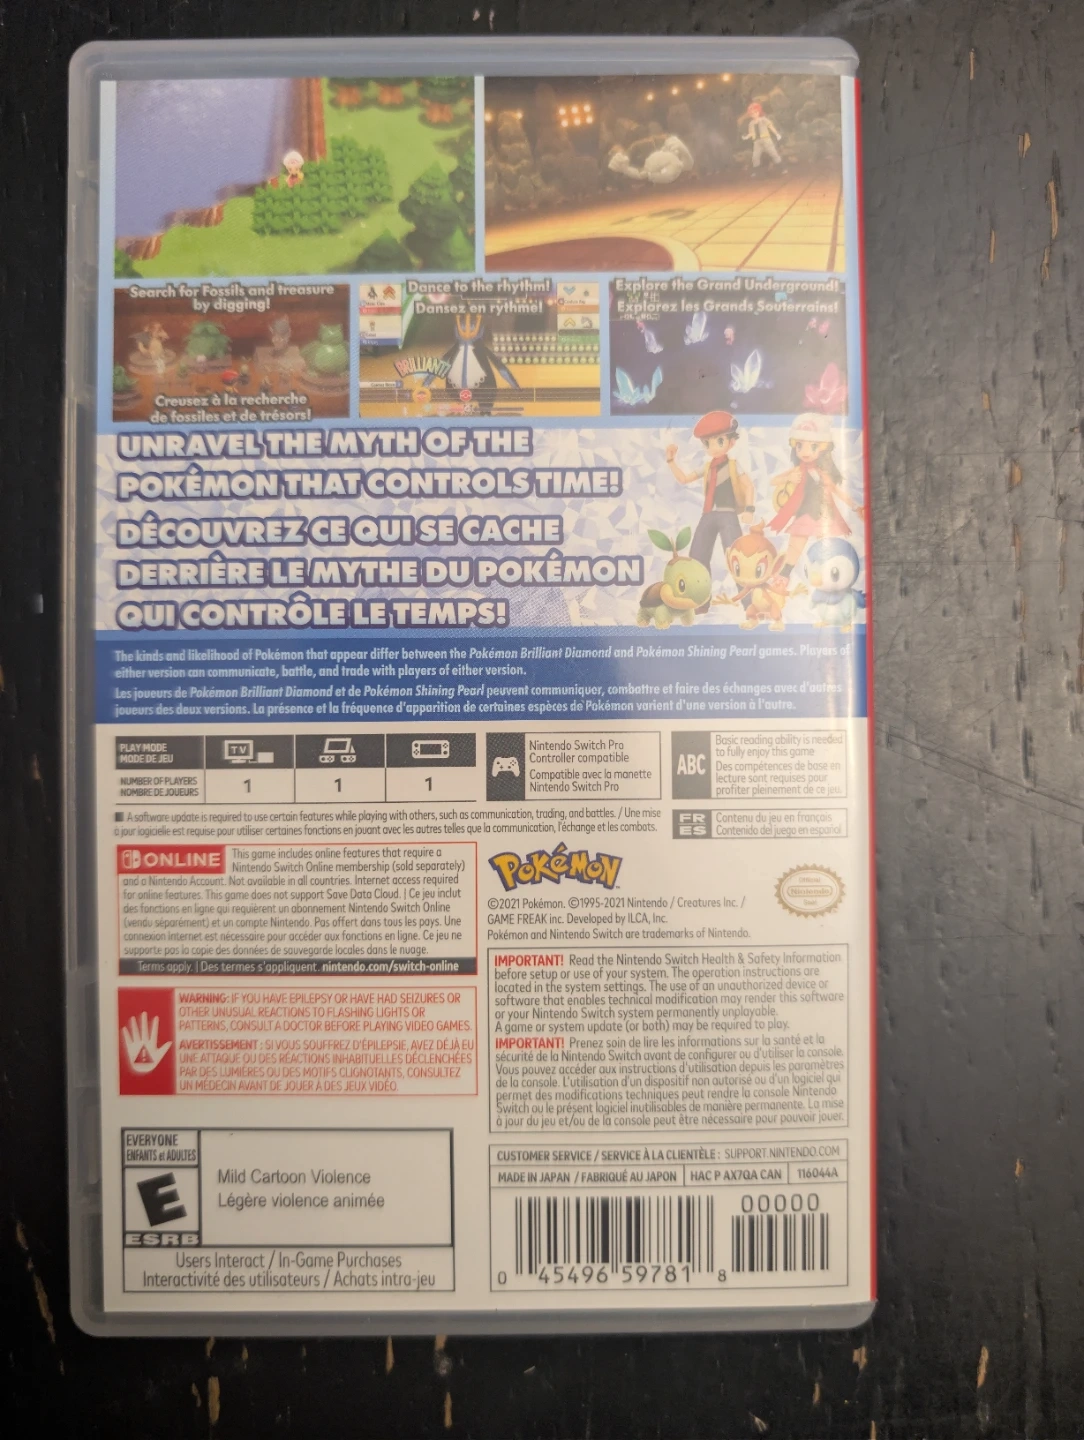 Search for Fossils and treasure
by digging!
Creusez à la recherche
de fossiles et de trésors!
Dance to the rhythm!
Dansez en rythme!
BRILLIANT!
Explore the Grand Underground!
Explorez les Grands Souterrains!
UNRAVEL THE MYTH OF THE
POKÉMON THAT CONTROLS TIME!
DÉCOUVREZ CE QUI SE CACHE
DERRIÈRE LE MYTHE DU POKÉMON
QUI CONTRÔLE LE TEMPS!
The kinds and likelihood of Pokémon that appear differ between the Pokémon Brilliant Diamond and Pokémon Shining Pearl games. Players of
either version can communicate, battle, and trade with players of either version.
Les joueurs de Pokémon Brilliant Diamond et de Pokémon Shining Pearl peuvent communiquer, combattre et faire des échanges avec d'autres
joueurs des deux versions. La présence et la fréquence d'apparition de certaines espèces de Pokémon varient d'une version à l'autre.
PLAY MODE
MODE DE JEU
TV
NUMBER OF PLAYERS
NOMBRE DE JOUEURS
1 1 1
Nintendo Switch Pro
Controller compatible
Compatible avec la manette
Nintendo Switch Pro
ABC
Basic reading ability is needed
to fully enjoy this game
Des compétences de base en
lecture sont requises pour
profiter pleinement de ce jeu.
A software update is required to use certain features while playing with others, such as communication, trading, and battles. / Une mise
à jour logicielle est requise pour utiliser certaines fonctions en jouant avec les autres telles que la communication, l'échange et les combats.
FR Contenu du jeu en français
ES Contenido del juego en español
ONLINE
This game includes online features that require a
Nintendo Switch Online membership (sold separately)
and a Nintendo Account. Not available in all countries. Internet access required
for online features. This game does not support Save Data Cloud. | Ce jeu inclut
des fonctions en ligne qui requièrent un abonnement Nintendo Switch Online
(vendu séparément) et un compte Nintendo. Pas offert dans tous les pays. Une
connexion Internet est nécessaire pour accéder aux fonctions en ligne. Ce jeu ne
supporte pas la copie des données de sauvegarde locales dans le nuage.
Terms apply. | Des termes s'appliquent. nintendo.com/switch-online
POKéMON
Nintendo
©2021 Pokémon. ©1995-2021 Nintendo / Creatures Inc. /
GAME FREAK inc. Developed by ILCA, Inc.
Pokémon and Nintendo Switch are trademarks of Nintendo.
WARNING: IF YOU HAVE EPILEPSY OR HAVE HAD SEIZURES OR
OTHER UNUSUAL REACTIONS TO FLASHING LIGHTS OR
PATTERNS, CONSULT A DOCTOR BEFORE PLAYING VIDEO GAMES.
AVERTISSEMENT : SI VOUS SOUFFREZ D'ÉPILEPSIE, AVEZ DÉJÀ EU
UNE ATTAQUE OU DES RÉACTIONS INHABITUELLES DÉCLENCHÉES
PAR DES LUMIÈRES OU DES MOTIFS CLIGNOTANTS, CONSULTEZ
UN MÉDECIN AVANT DE JOUER À DES JEUX VIDÉO.
IMPORTANT! Read the Nintendo Switch Health & Safety Information
before setup or use of your system. The operation instructions are
located in the system settings. The use of an unauthorized device or
software that enables technical modification may render this software
or your Nintendo Switch system permanently unplayable.
A game or system update (or both) may be required to play.
IMPORTANT! Prenez soin de lire les informations sur la santé et la
sécurité de la Nintendo Switch avant de configurer ou d'utiliser la console.
Vous pouvez accéder aux instructions d'utilisation depuis les paramètres
de la console. L'utilisation d'un dispositif non autorisé ou d'un logiciel qui
permet des modifications techniques peut rendre la console Nintendo
Switch ou le présent logiciel inutilisables de manière permanente. La mise
à jour du jeu et/ou de la console peut être nécessaire pour pouvoir jouer.
EVERYONE
ENFANTS et ADULTES
E
ESRB
Mild Cartoon Violence
Légère violence animée
Users Interact / In-Game Purchases
Interactivité des utilisateurs / Achats intra-jeu
CUSTOMER SERVICE / SERVICE À LA CLIENTÈLE : SUPPORT.NINTENDO.COM
MADE IN JAPAN / FABRIQUÉ AU JAPON HAC P AX7QA CAN 116044A
00000
0 45496 59781 8